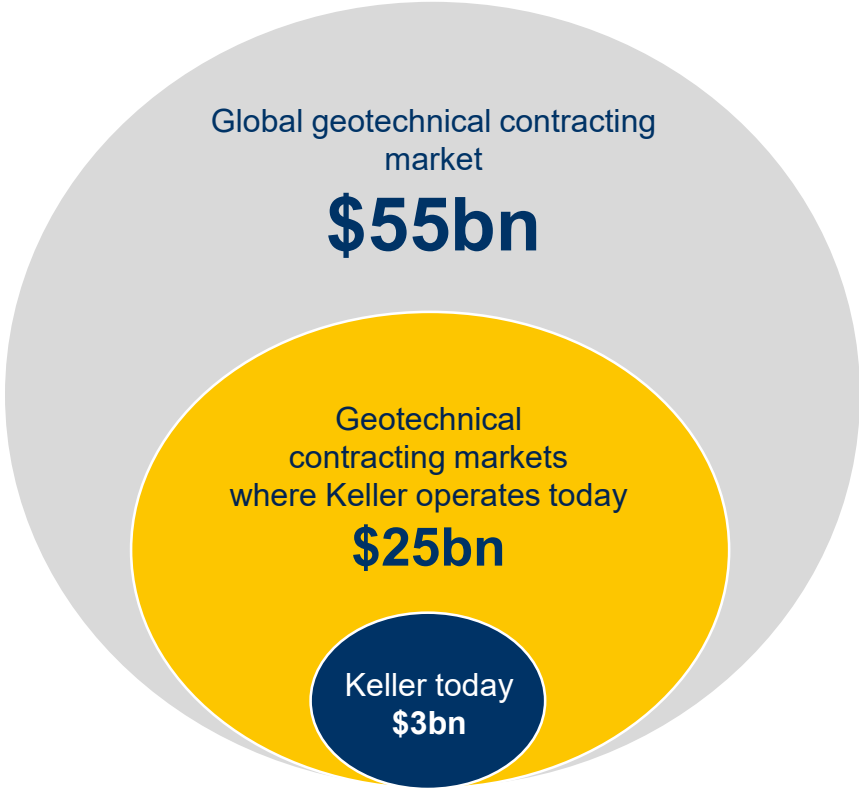 Global geotechnical contracting
market
$55bn
Geotechnical
contracting markets
where Keller operates today
$25bn
Keller today
$3bn